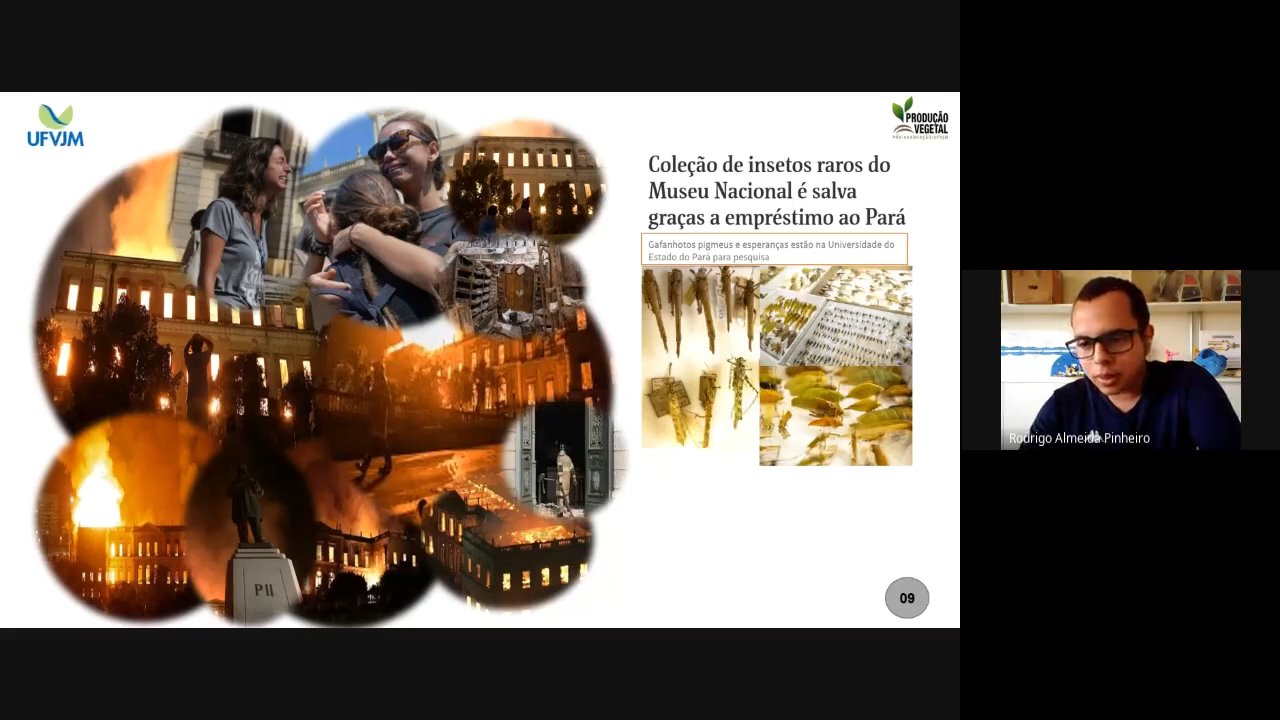 UFVJM
PRODUÇÃO
VEGETAL
Coleção de insetos raros do
Museu Nacional é salva
graças a empréstimo ao Pará
Gafanhotos pigmeus e esperanças estão na Universidade do
Estado do Pará para pesquisa
PII
09
Rodrigo Almeida Pinheiro